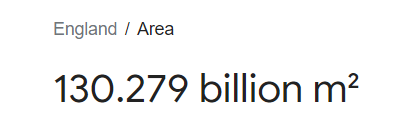 England / Area
130.279 billion m²